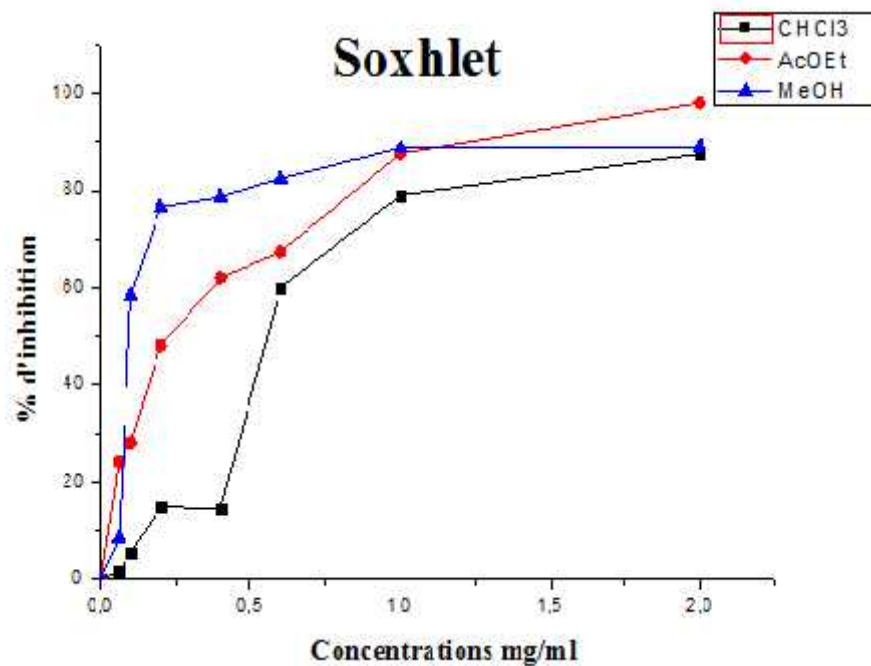 Soxhlet
CHCl3
AcOEt
MeOH
100
80
60
40
20
0
% d'inhibition
0,0
0,5
1,0
1,5
2,0
Concentrations mg/ml